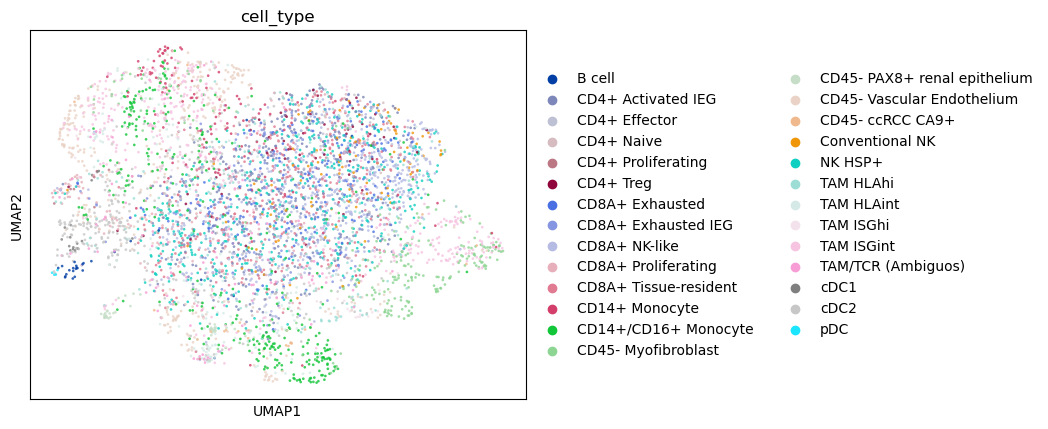 cell_type
UMAP2
UMAP1
B cell
CD4+ Activated IEG
CD4+ Effector
CD4+ Naive
CD4+ Proliferating
CD4+ Treg
CD8A+ Exhausted
CD8A+ Exhausted IEG
CD8A+ NK-like
CD8A+ Proliferating
CD8A+ Tissue-resident
CD14+ Monocyte
CD14+/CD16+ Monocyte
CD45- Myofibroblast
CD45- PAX8+ renal epithelium
CD45- Vascular Endothelium
CD45- ccRCC CA9+
Conventional NK
NK HSP+
TAM HLAhi
TAM HLAint
TAM ISGhi
TAM ISGint
TAM/TCR (Ambiguos)
cDC1
cDC2
pDC